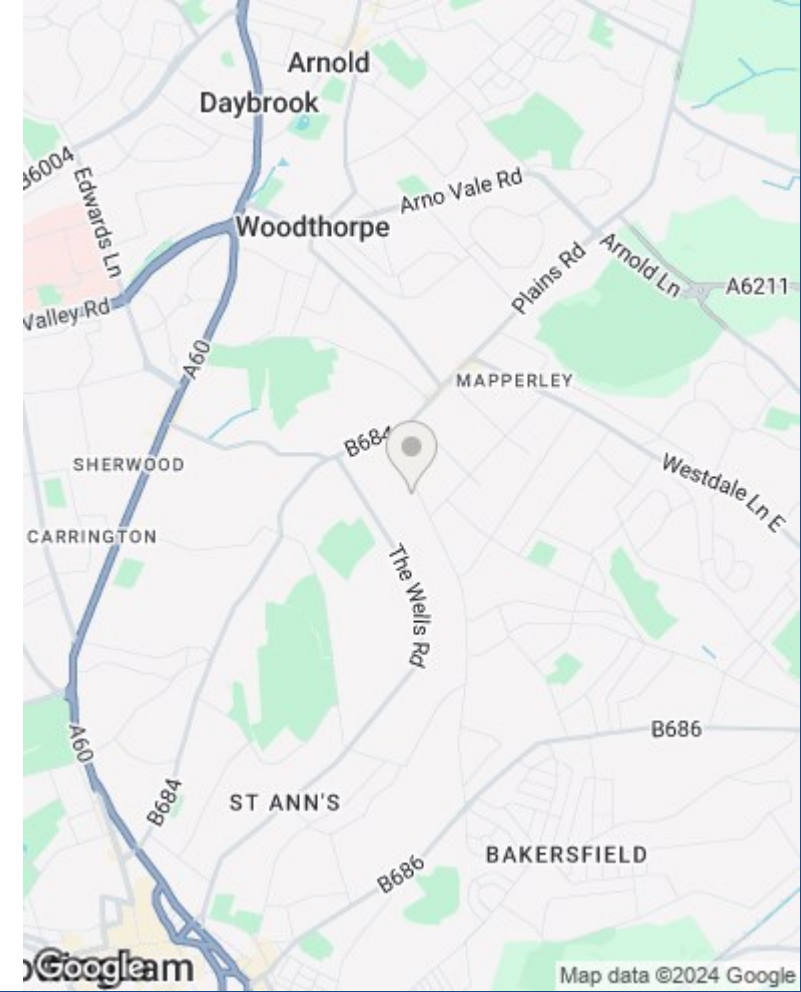 Arnold
Daybrook
B6004
Edwards Ln
Arno Vale Rd
Woodthorpe
Plains Rd
Arnold Ln
A6211
Valley Rd
A60
MAPPERLEY
B684
SHERWOOD
Westdale Ln E
CARRINGTON
The Wells Rd
B686
A60
B684
ST ANN'S
BAKERSFIELD
B686
Google
Map data ©2024 Google